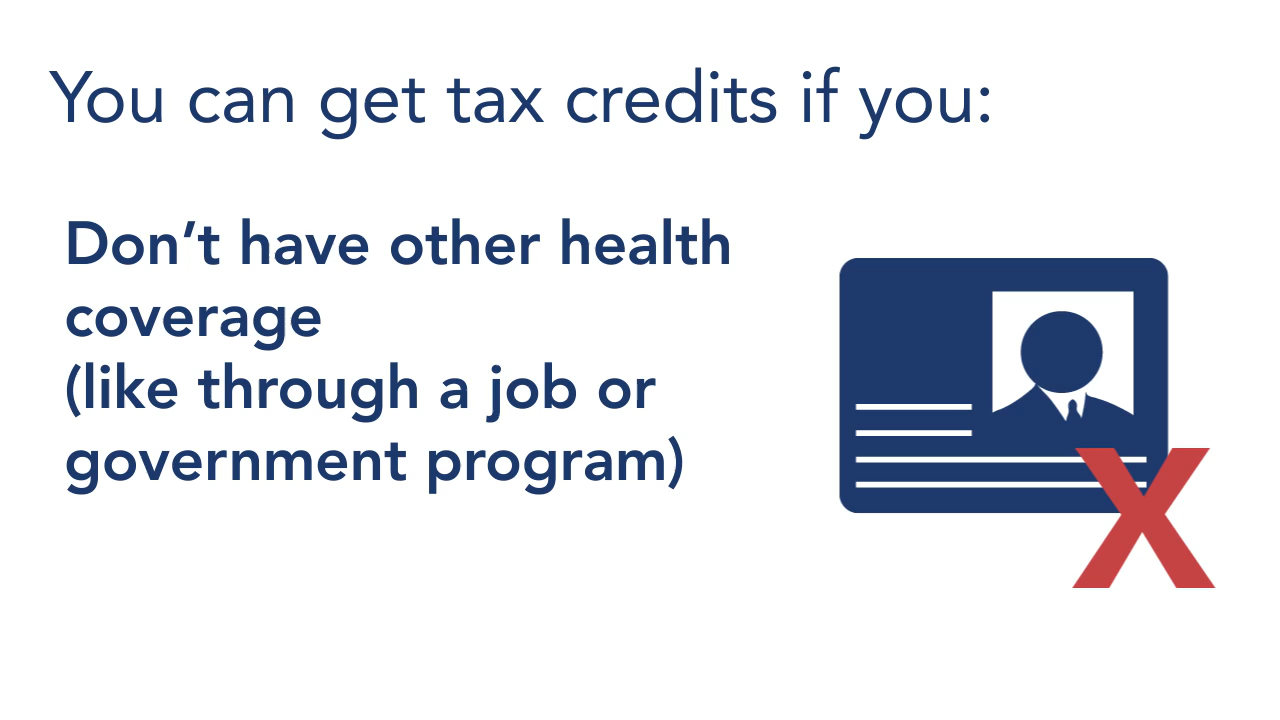 You can get tax credits if you:
Don’t have other health
coverage
(like through a job or
government program)
X